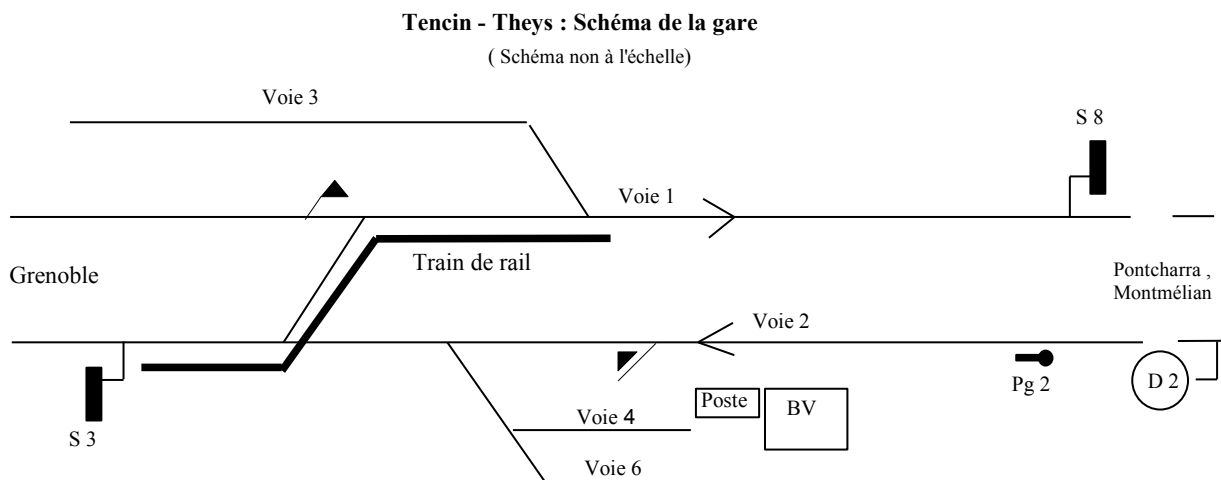 Tencin - Theys : Schéma de la gare
( Schéma non à l'échelle)
Voie 3
S 8
Voie 1
Grenoble
Train de rail
Pontcharra ,
Montmélian
Voie 2
Pg 2
D 2
S 3
Poste
BV
Voie 4
Voie 6